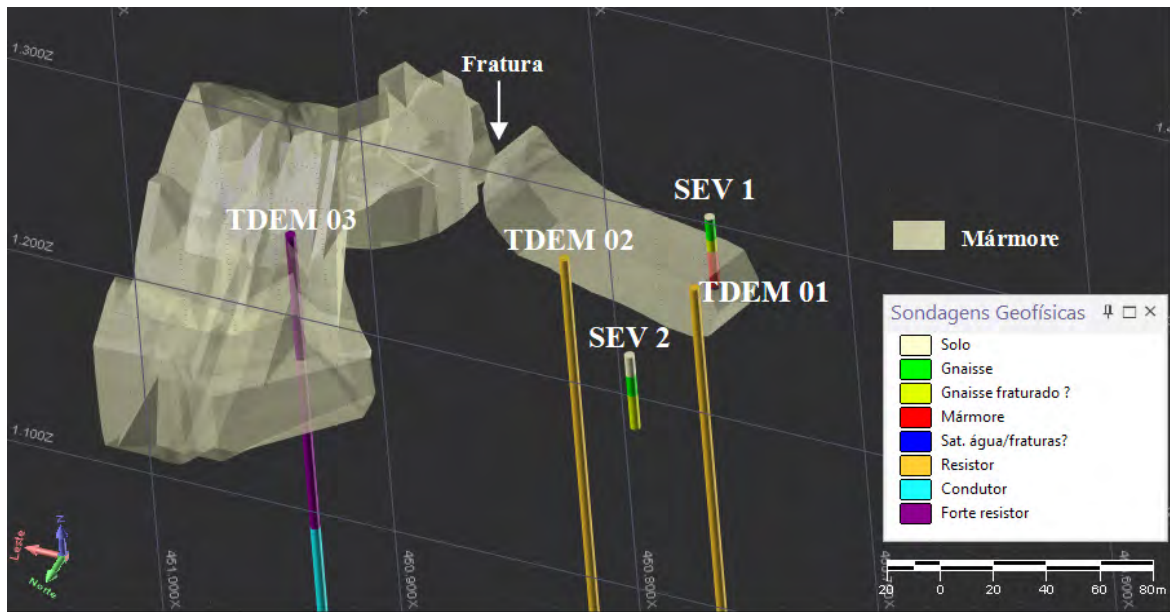 1.300Z
Fratura
SEV 1
TDEM 03
TDEM 02
Mármore
1.200Z
TDEM 01
Sondagens Geofísicas
Solo
SEV 2
Gnaisse
Gnaisse fraturado ?
Mármore
1.100Z
Sat. água/fraturas?
Resistor
Condutor
Forte resistor
Leste
Norte
Z
451.000X
450.900X
450.800X
20 0 20 40 60 80m